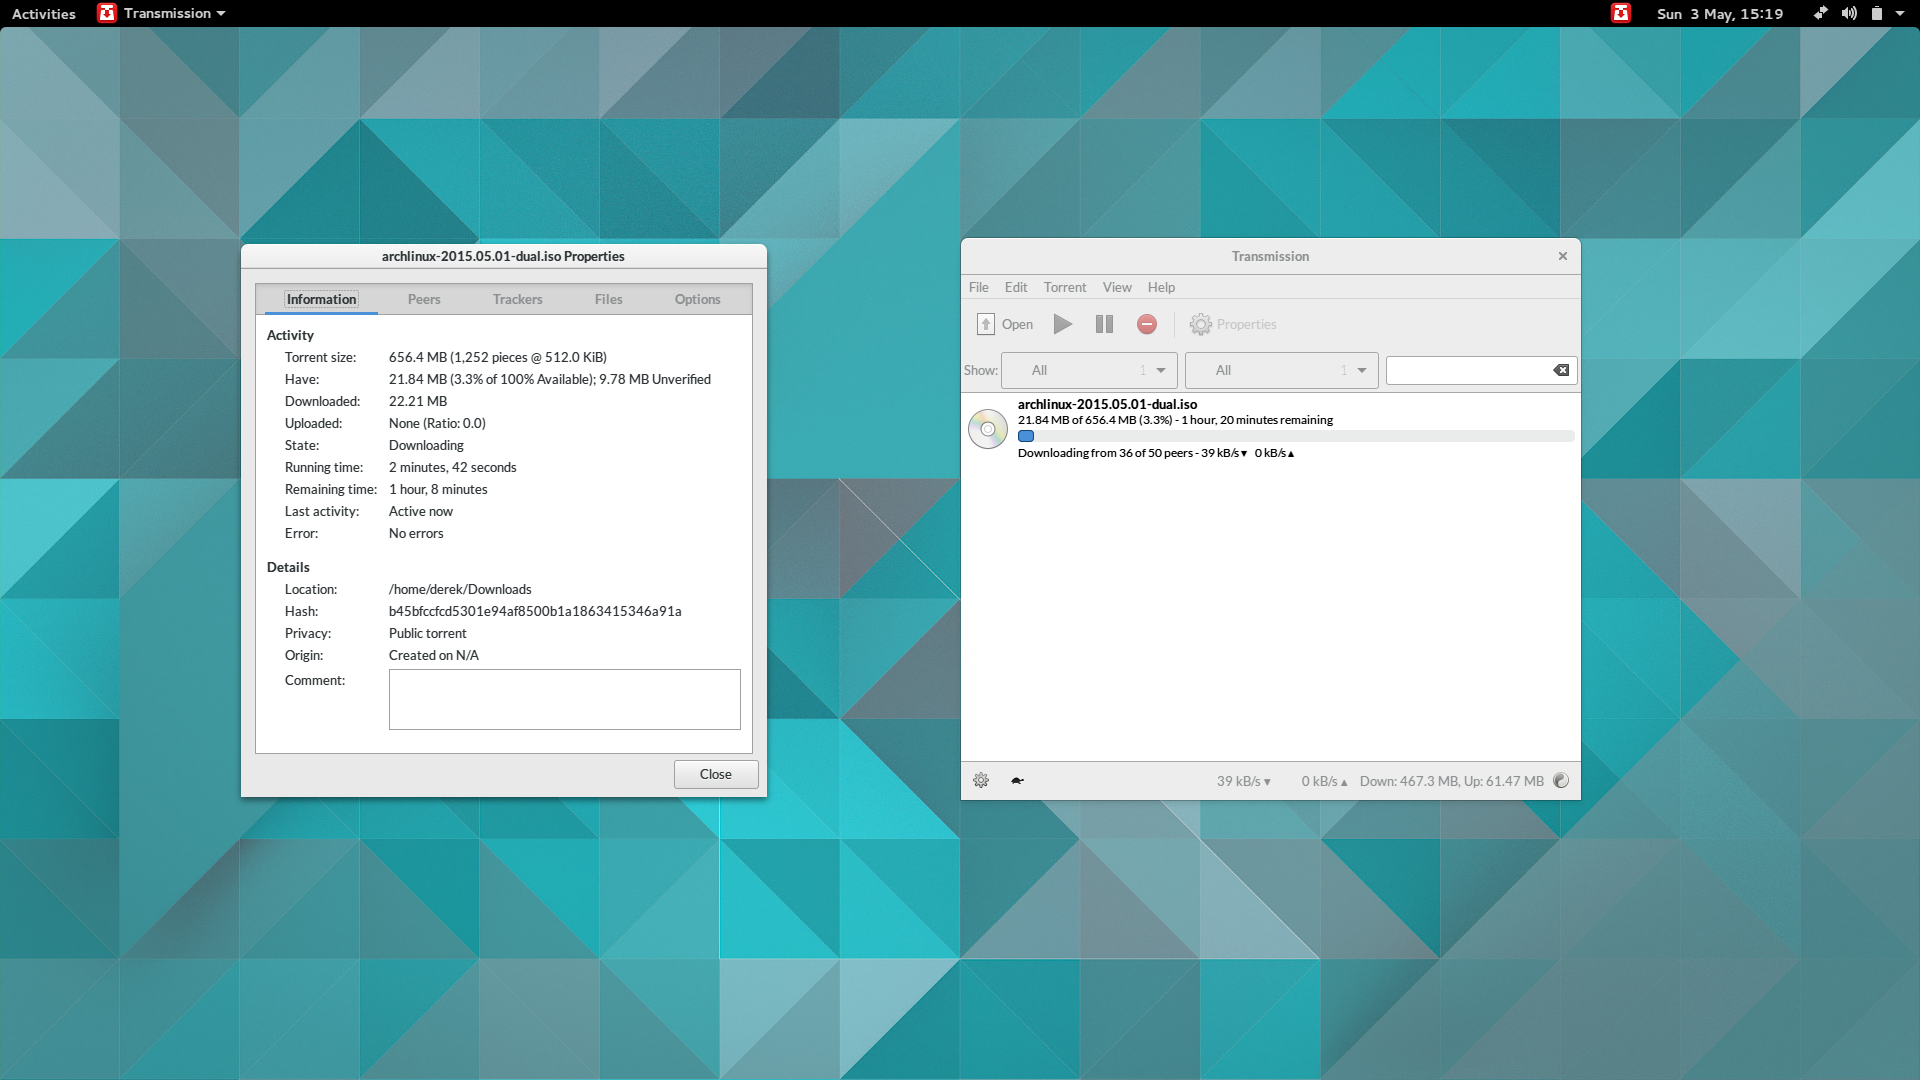 Activities Transmission Sun 3 May, 15:19
archlinux-2015.05.01-dual.iso Properties
Information Peers Trackers Files Options
Activity
Torrent size: 656.4 MB (1,252 pieces @ 512.0 KiB)
Have: 21.84 MB (3.3% of 100% Available); 9.78 MB Unverified
Downloaded: 22.21 MB
Uploaded: None (Ratio: 0.0)
State: Downloading
Running time: 2 minutes, 42 seconds
Remaining time: 1 hour, 8 minutes
Last activity: Active now
Error: No errors
Details
Location: /home/derek/Downloads
Hash: b45bfccfcd5301e94af8500b1a1863415346a91a
Privacy: Public torrent
Origin: Created on N/A
Comment:
Close
Transmission
File Edit Torrent View Help
Open Properties
Show: All 1 All 1
archlinux-2015.05.01-dual.iso
21.84 MB of 656.4 MB (3.3%) - 1 hour, 20 minutes remaining
Downloading from 36 of 50 peers - 39 kB/s▼ 0 kB/s▲
39 kB/s▼ 0 kB/s▲ Down: 467.3 MB, Up: 61.47 MB